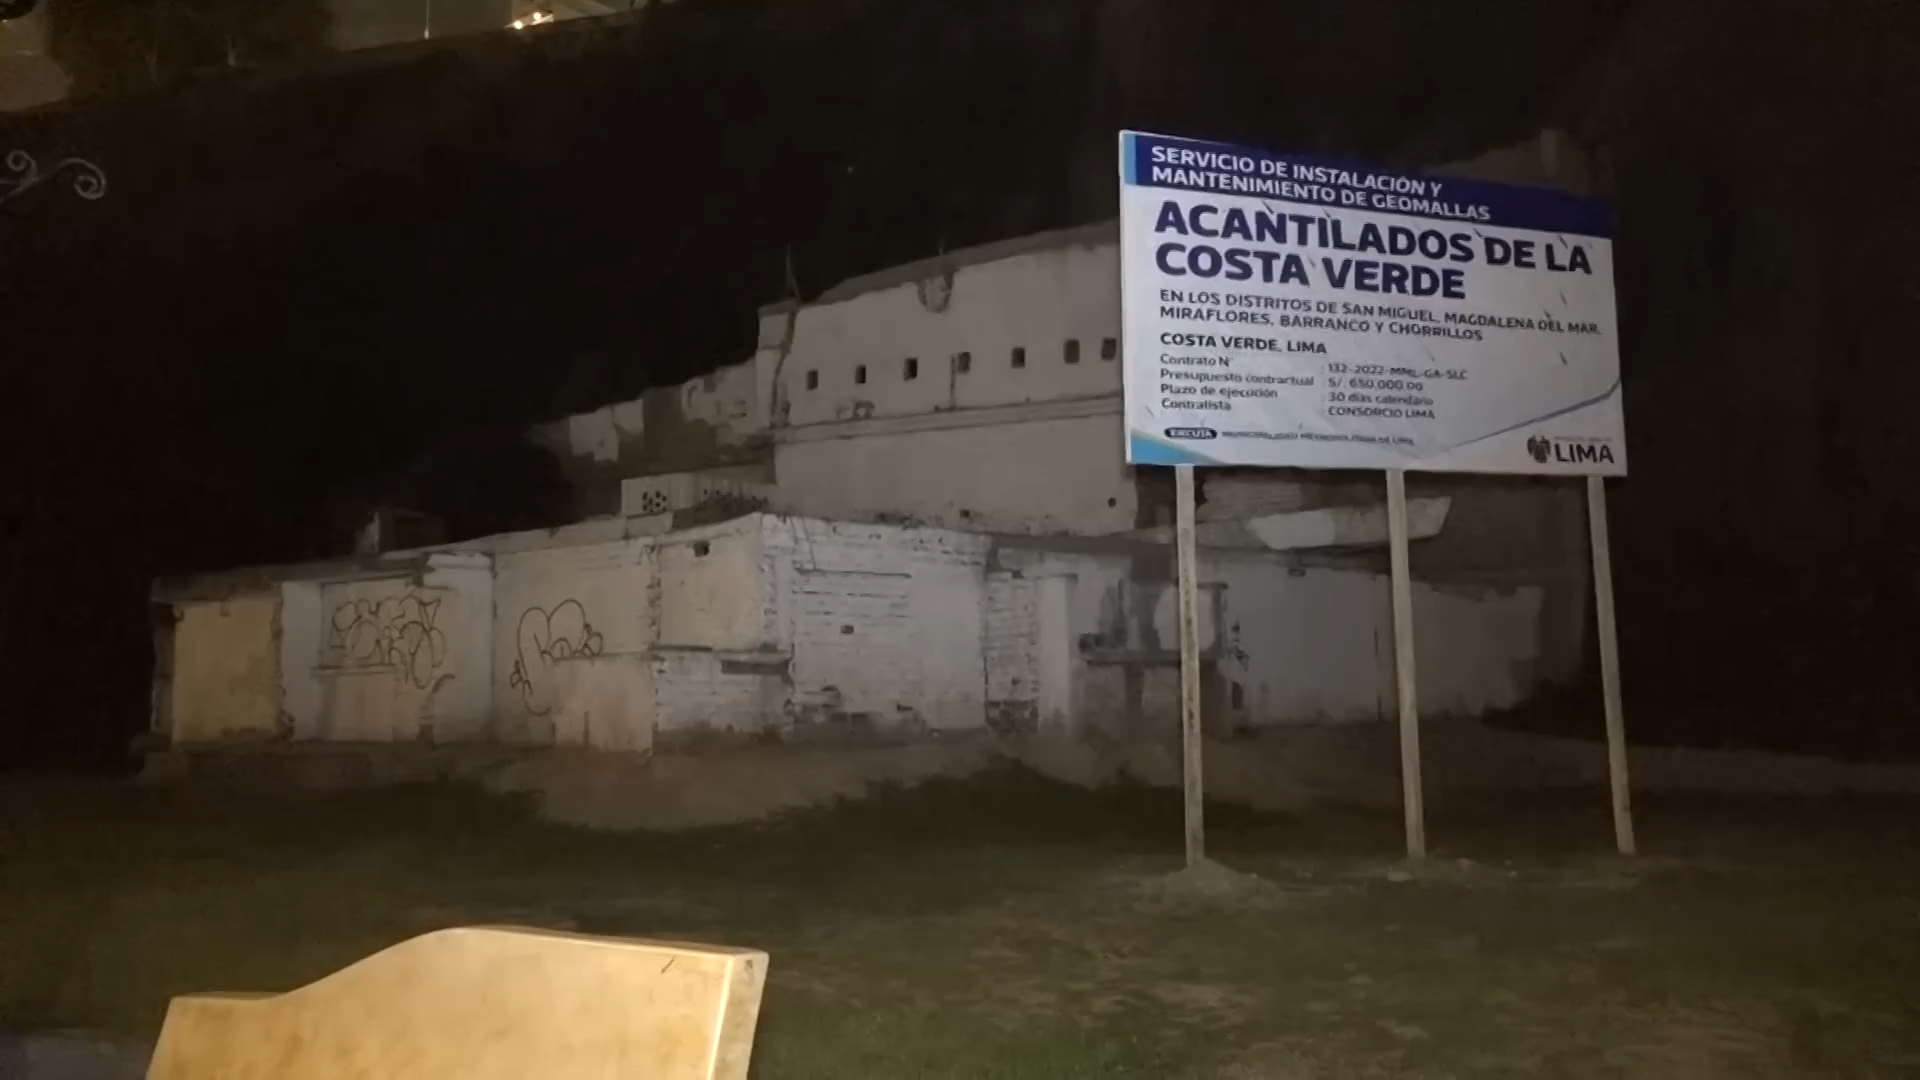 SERVICIO DE INSTALACIÓN Y
MANTENIMIENTO DE GEOMALLAS
ACANTILADOS DE LA
COSTA VERDE
EN LOS DISTRITOS DE SAN MIGUEL, MAGDALENA DEL MAR,
MIRAFLORES, BARRANCO Y CHORRILLOS
COSTA VERDE, LIMA
Contrato N° : 132-2022-MML-GA-SLC
Presupuesto contractual : S/. 650 000.00
Plazo de ejecución : 30 días calendario
Contratista : CONSORCIO LIMA
EJECUTA MUNICIPALIDAD METROPOLITANA DE LIMA
LIMA